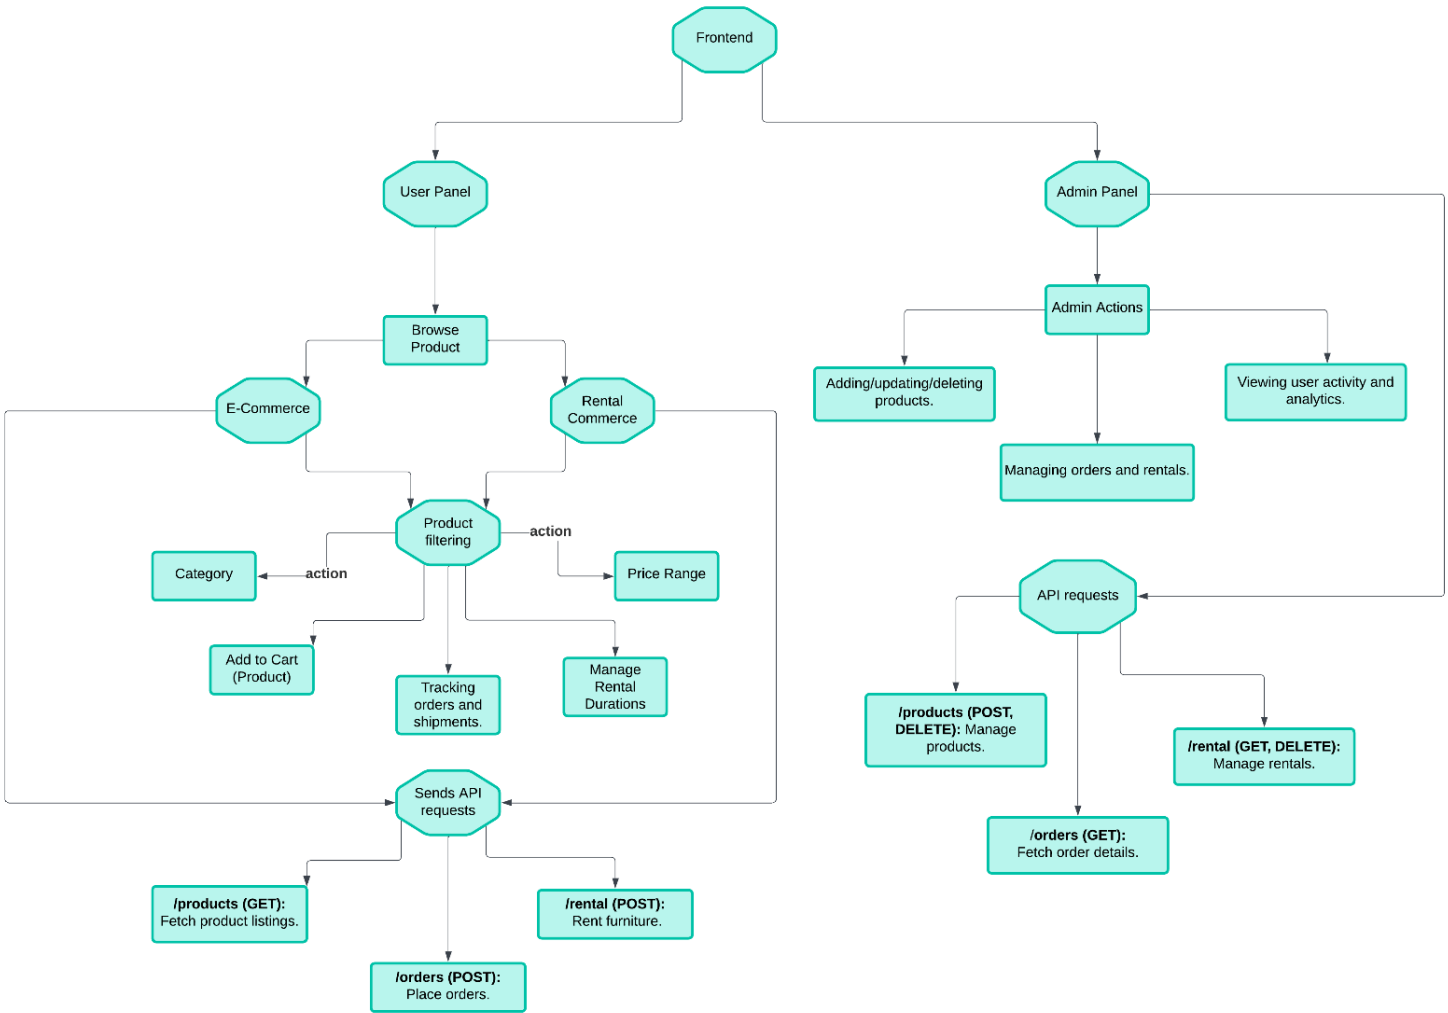 Frontend
User Panel
Admin Panel
Browse
Product
Admin Actions
E-Commerce
Rental
Commerce
Adding/updating/deleting
products.
Viewing user activity and
analytics.
Managing orders and rentals.
Product
filtering
action
Category
action
Price Range
API requests
Add to Cart
(Product)
Tracking
orders and
shipments.
Manage
Rental
Durations
/products (POST,
DELETE): Manage
products.
/rental (GET, DELETE):
Manage rentals.
Sends API
requests
/orders (GET):
Fetch order details.
/products (GET):
Fetch product listings.
/rental (POST):
Rent furniture.
/orders (POST):
Place orders.